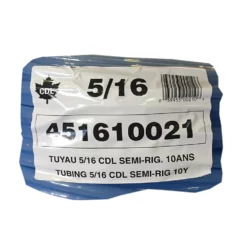 CDL
5/16
451610021
TUYAU 5/16 CDL SEMI-RIG. 10ANS
TUBING 5/16 CDL SEMI-RIG 10Y